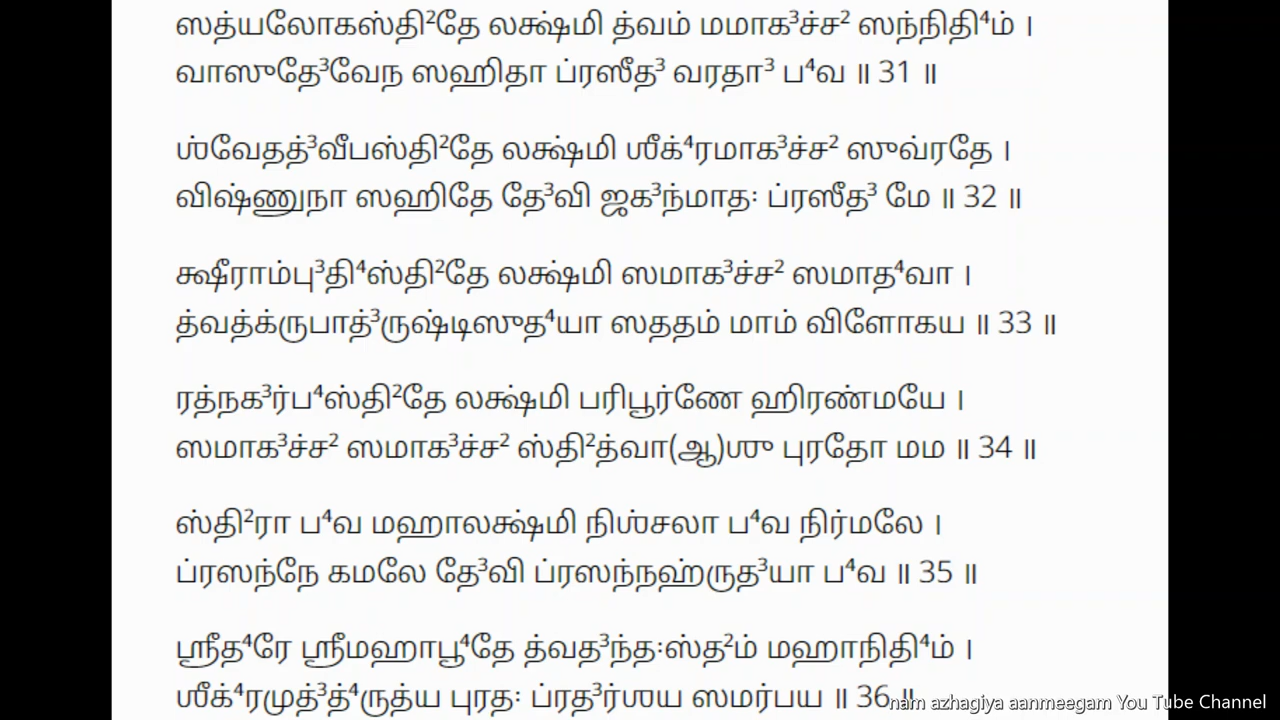 ஸத்யலோகஸ்தி²தே லக்ஷ்மி த்வம் மமாக³ச்ச² ஸந்நிதி⁴ம் ।
வாஸுதே³வேந ஸஹிதா ப்ரஸீத³ வரதா³ ப⁴வ ॥ 31 ॥
ஶ்வேதத்³வீபஸ்தி²தே லக்ஷ்மி ஶீக்⁴ரமாக³ச்ச² ஸுவ்ரதே ।
விஷ்ணுநா ஸஹிதே தே³வி ஜக³ந்மாத꞉ ப்ரஸீத³ மே ॥ 32 ॥
க்ஷீராம்பு³தி⁴ஸ்தி²தே லக்ஷ்மி ஸமாக³ச்ச² ஸமாத⁴வா ।
த்வத்க்ருபாத்³ருஷ்டிஸுத⁴யா ஸததம் மாம் விளோகய ॥ 33 ॥
ரத்நக³ர்ப⁴ஸ்தி²தே லக்ஷ்மி பரிபூர்ணே ஹிரண்மயே ।
ஸமாக³ச்ச² ஸமாக³ச்ச² ஸ்தி²த்வா(ஆ)ஶு புரதோ மம ॥ 34 ॥
ஸ்தி²ரா ப⁴வ மஹாலக்ஷ்மி நிஶ்சலா ப⁴வ நிர்மலே ।
ப்ரஸந்நே கமலே தே³வி ப்ரஸந்நஹ்ருத³யா ப⁴வ ॥ 35 ॥
ஶ்ரீத⁴ரே ஶ்ரீமஹாபூ⁴தே த்வத³ந்த꞉ஸ்த²ம் மஹாநிதி⁴ம் ।
ஶீக்⁴ரமுத்³த்⁴ருத்ய புரத꞉ ப்ரத³ர்ஶய ஸமர்பய ॥ 36 ॥
nam azhagiya aanmeegam You Tube Channel